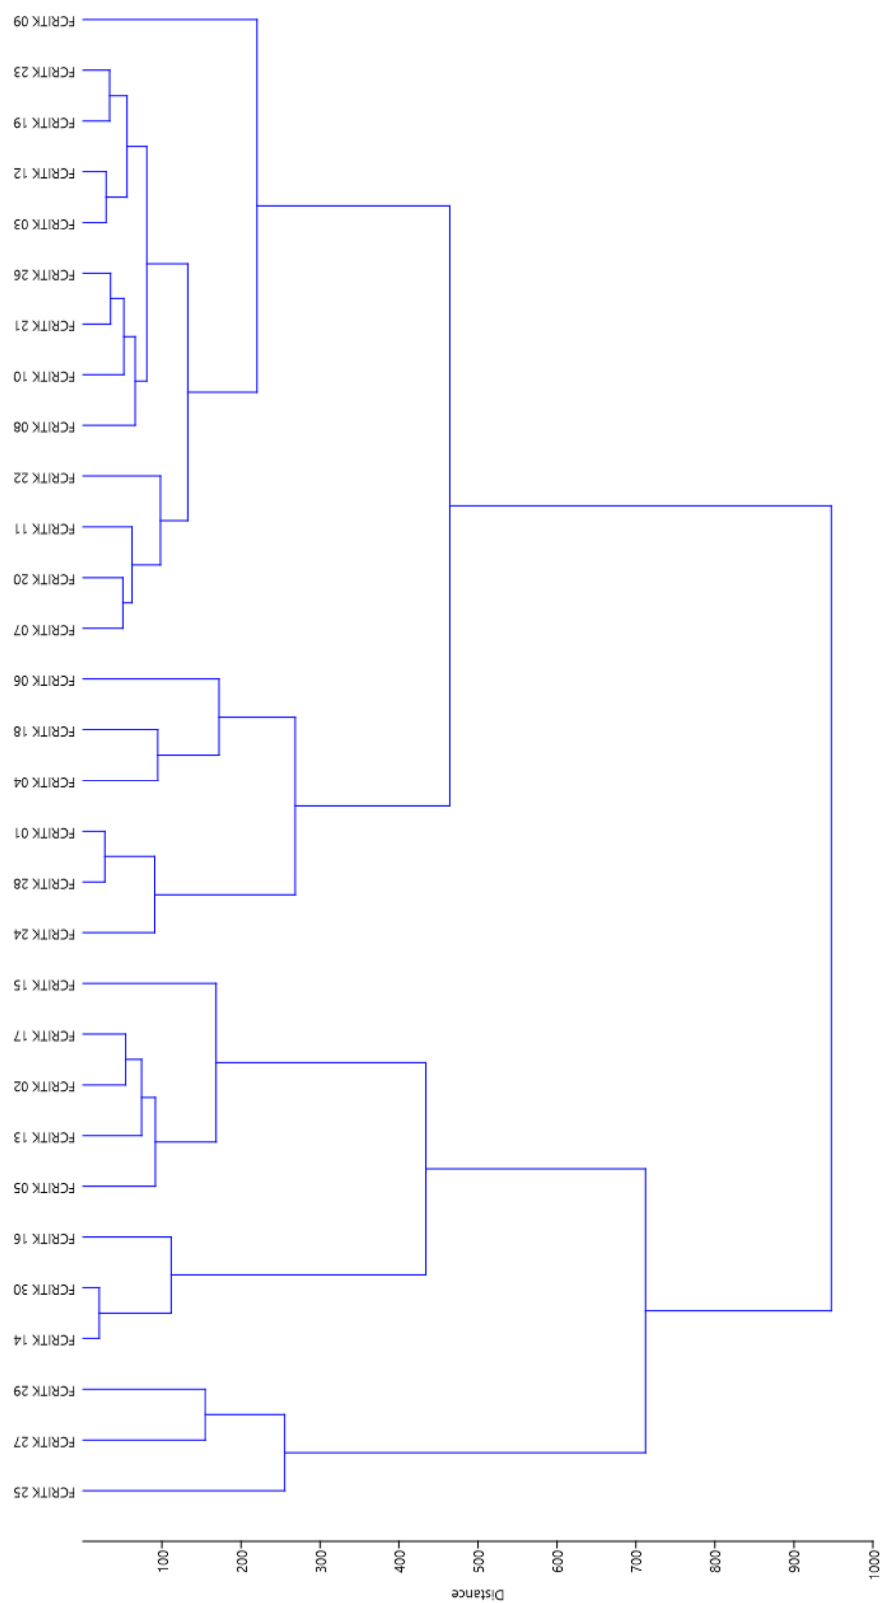 FCRITK 09
FCRITK 23
FCRITK 19
FCRITK 12
FCRITK 03
FCRITK 26
FCRITK 21
FCRITK 10
FCRITK 08
FCRITK 22
FCRITK 11
FCRITK 20
FCRITK 07
FCRITK 06
FCRITK 18
FCRITK 04
FCRITK 01
FCRITK 28
FCRITK 24
FCRITK 15
FCRITK 17
FCRITK 02
FCRITK 13
FCRITK 05
FCRITK 16
FCRITK 30
FCRITK 14
FCRITK 29
FCRITK 27
FCRITK 25
100
200
300
400
500
600
700
800
900
1000
Distance